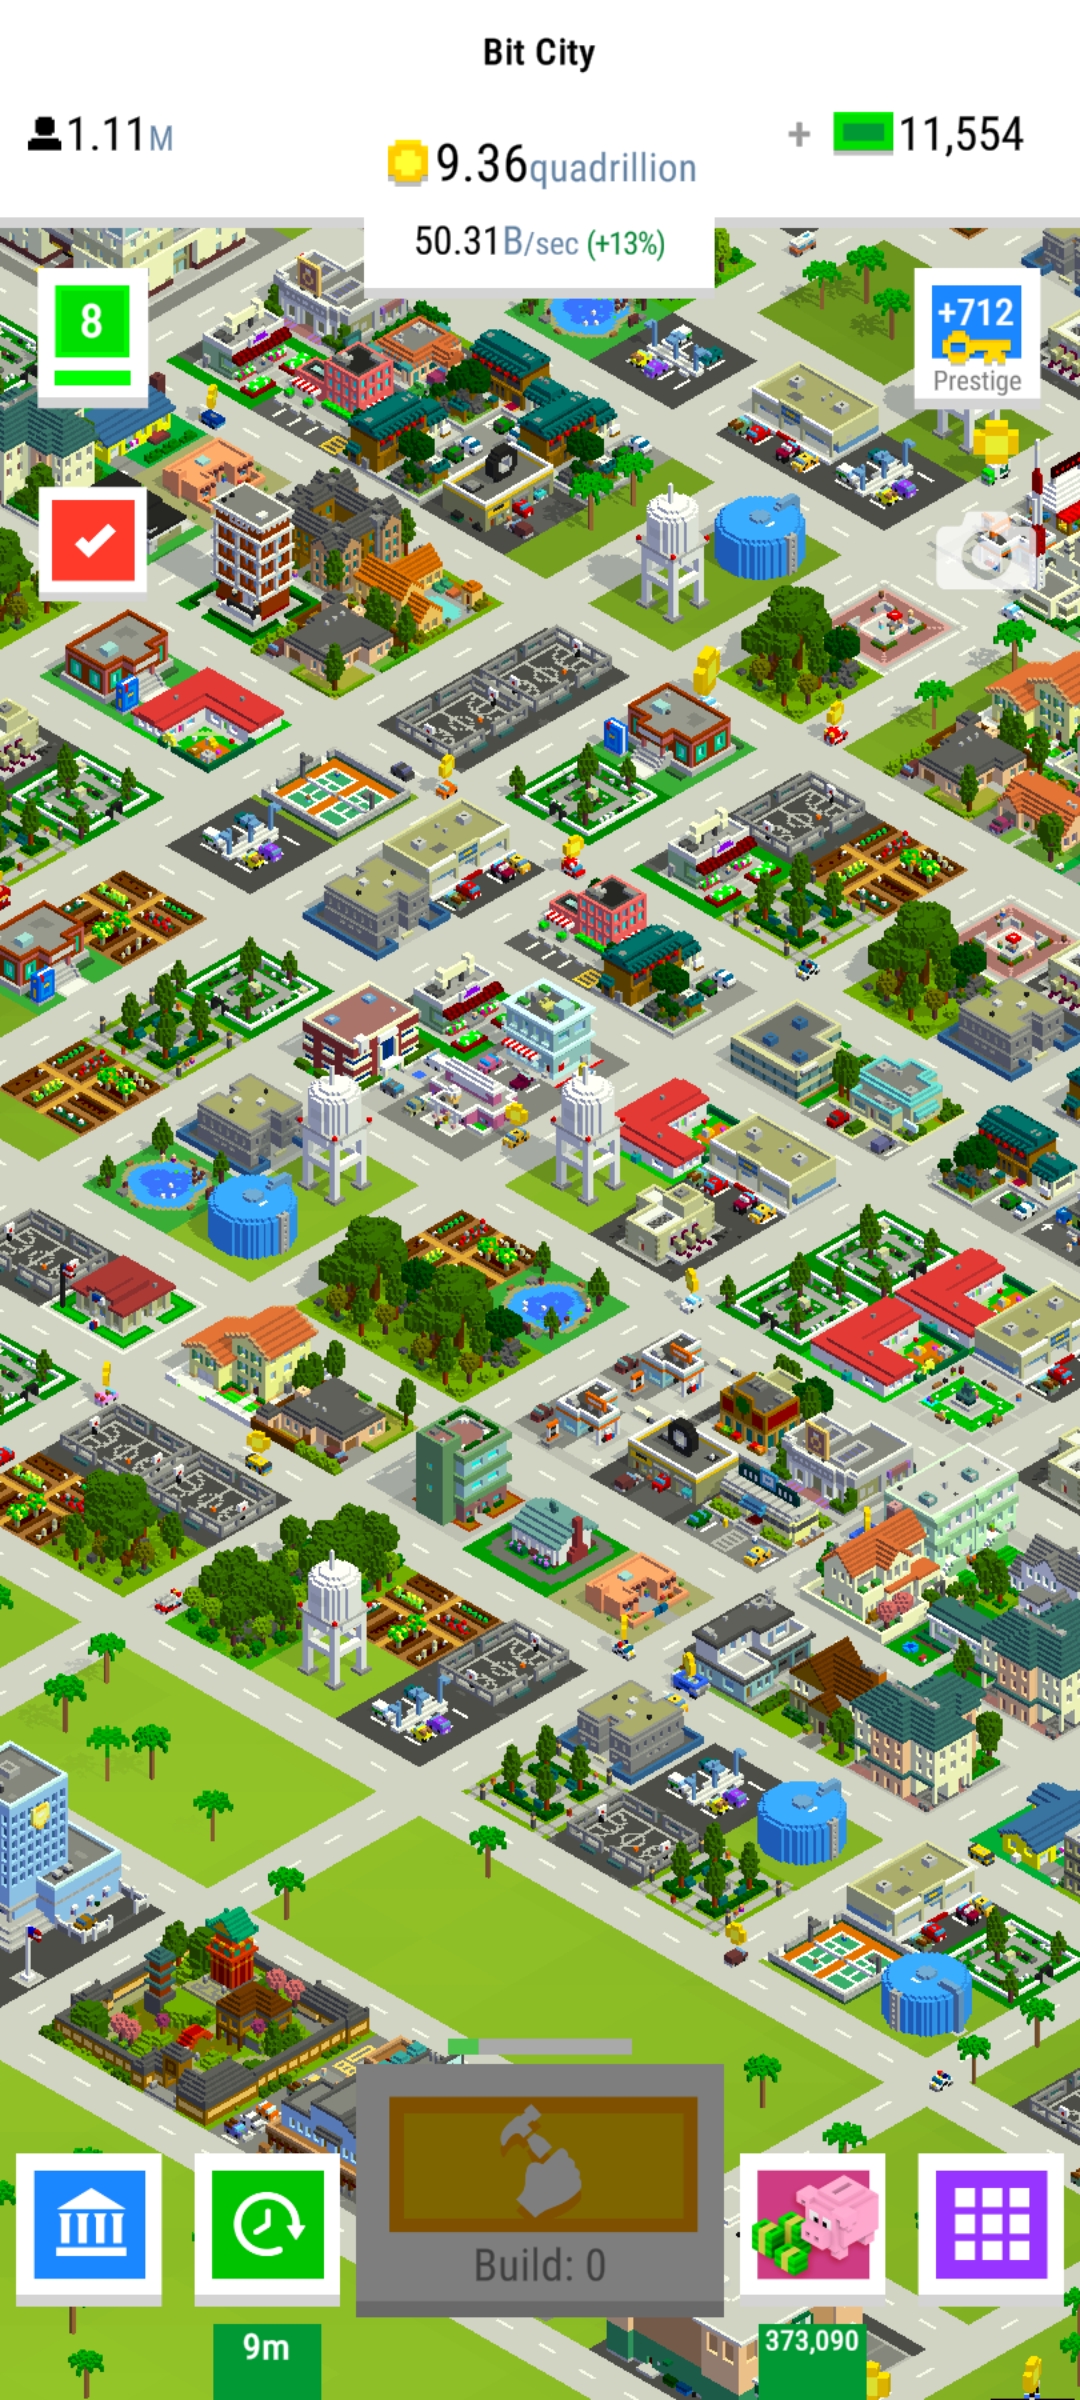 Bit City
1.11M
+ 11,554
9.36quadrillion
50.31B/sec (+13%)
8
+712
Prestige
Build: 0
9m
373,090